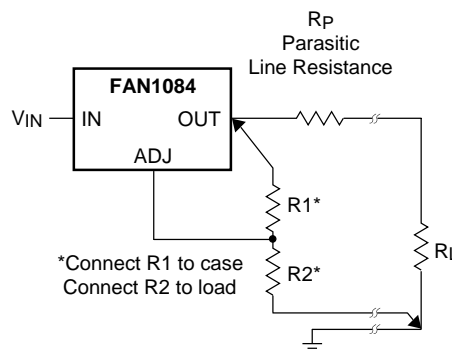 RP
Parasitic
Line Resistance
FAN1084
VIN
IN
OUT
ADJ
R1*
*Connect R1 to case
Connect R2 to load
R2*
RL